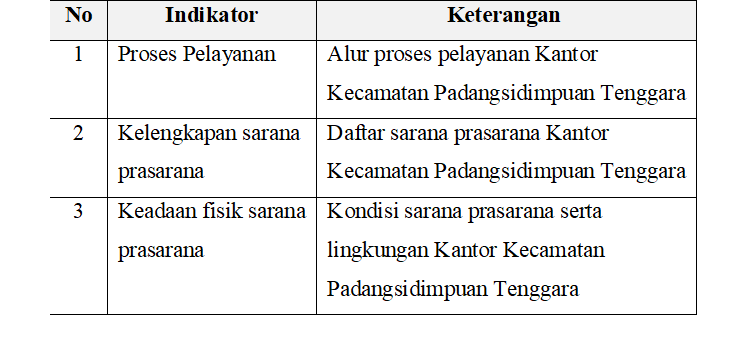 No Indikator Keterangan
1 Proses Pelayanan Alur proses pelayanan Kantor
Kecamatan Padangsidimpuan Tenggara
2 Kelengkapan sarana Daftar sarana prasarana Kantor
prasarana Kecamatan Padangsidimpuan Tenggara
3 Keadaan fisik sarana Kondisi sarana prasarana serta
prasarana lingkungan Kantor Kecamatan
Padangsidimpuan Tenggara